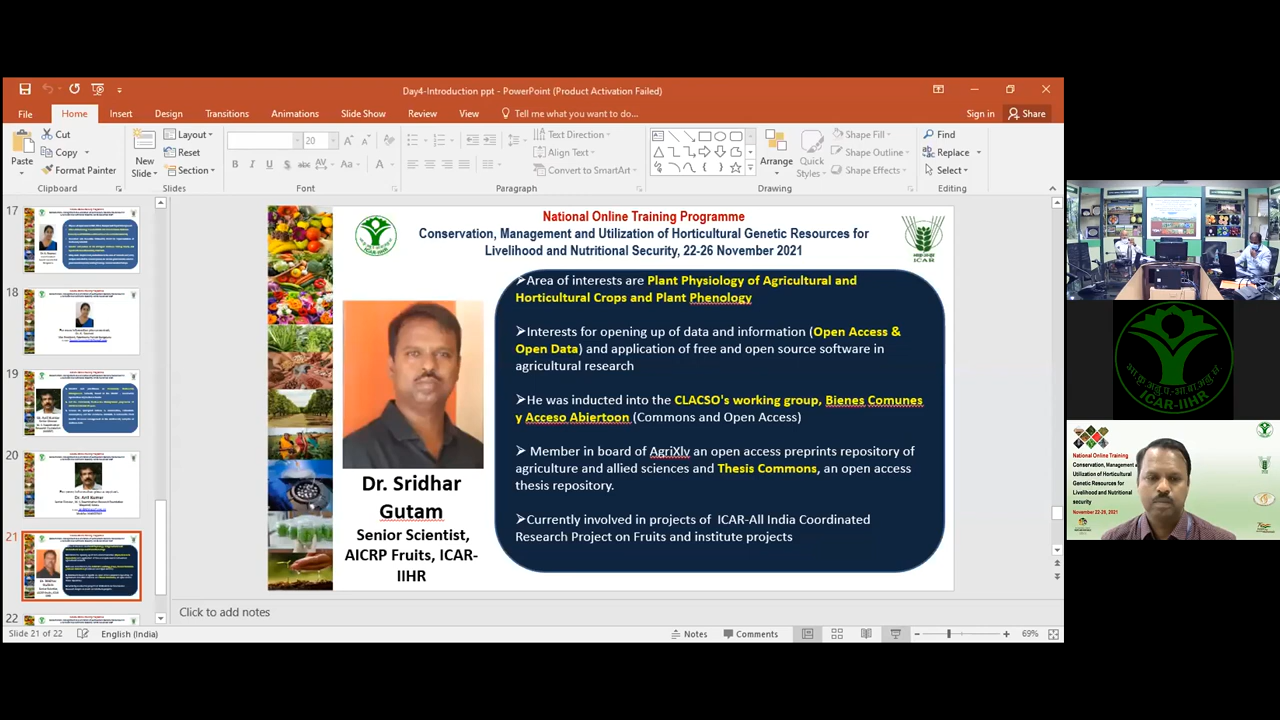 Day4-Introduction ppt - PowerPoint (Product Activation Failed)
File Home Insert Design Transitions Animations Slide Show Review View Tell me what you want to do... Sign in Share
Paste Cut Copy Format Painter
Clipboard
New Slide Layout Reset Section
Slides
20
Font
Text Direction
Align Text
Convert to SmartArt
Paragraph
Arrange Quick Styles
Shape Fill
Shape Outline
Shape Effects
Drawing
Find
Replace
Select
Editing
17
18
19
20
21
22
National Online Training Programme
Conservation, Management and Utilization of Horticultural Genetic Resources for
Livelihood and Nutritional Security, 22-26 November 2021
ICAR
➢Area of interests are Plant Physiology of Agricultural and
Horticultural Crops and Plant Phenology
➢Interests for opening up of data and information (Open Access &
Open Data) and application of free and open source software in
agricultural research
➢He was inducted into the CLACSO's working group, Bienes Comunes
y Acceso Abiertoon (Commons and Open Access)
➢ Member in board of AgriXiv an open access preprints repository of
agriculture and allied sciences and Thesis Commons, an open access
thesis repository.
➢Currently involved in projects of ICAR-All India Coordinated
Research Project on Fruits and Institute projects
Dr. Sridhar
Gutam
Senior Scientist,
AICRP Fruits, ICAR-
IIHR
Click to add notes
Slide 21 of 22 English (India) Notes Comments 69%
ICAR-IIHR
National Online Training
Conservation, Management &
Utilization of Horticultural
Genetic Resources for
Livelihood and Nutritional
security
November 22-26, 2021